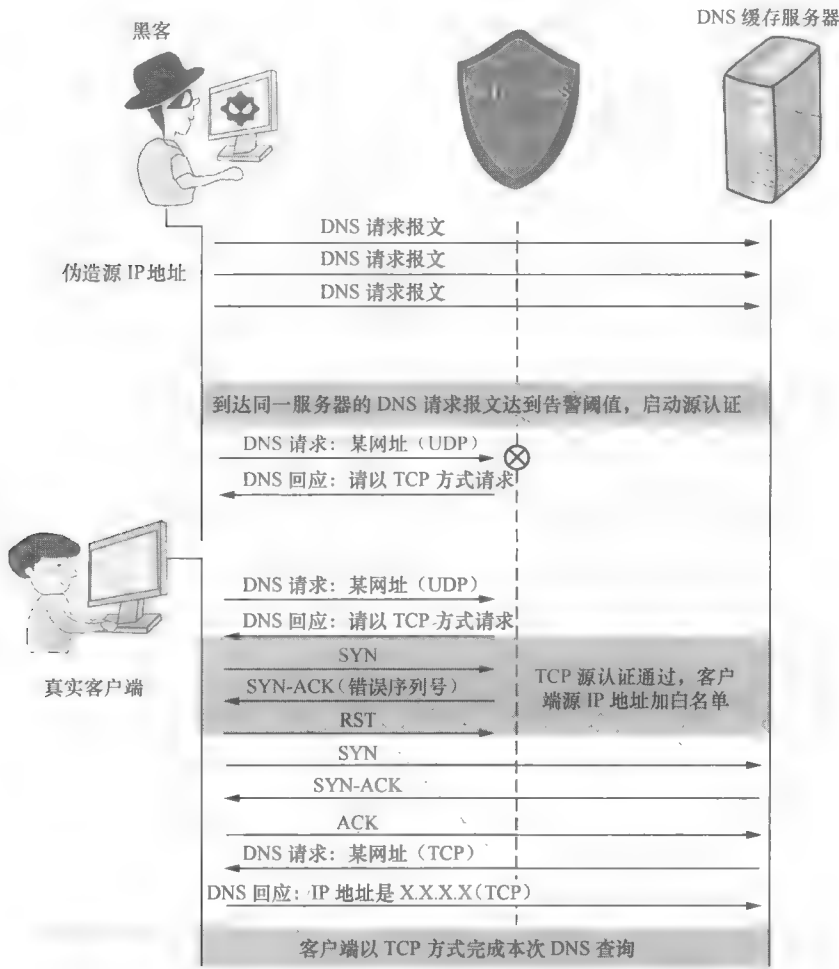 DNS 缓存服务器
黑客
DNS 请求报文
伪造源 IP地址
DNS 请求报文
DNS 请求报文
到达同一服务器的 DNS 请求报文达到告警阈值，启动源认证
DNS 请求：某网址（UDP）
DNS 回应：请以 TCP 方式请求
DNS 请求：某网址（UDP）
DNS 回应：请以 TCP 方式请求
真实客户端
SYN
SYN-ACK（错误序列号）
RST
TCP 源认证通过，客户
端源 IP 地址加白名单
SYN
SYN-ACK
ACK
DNS 请求：某网址（TCP）
DNS 回应：IP 地址是 X.X.X.X（TCP）
客户端以 TCP 方式完成本次 DNS 查询